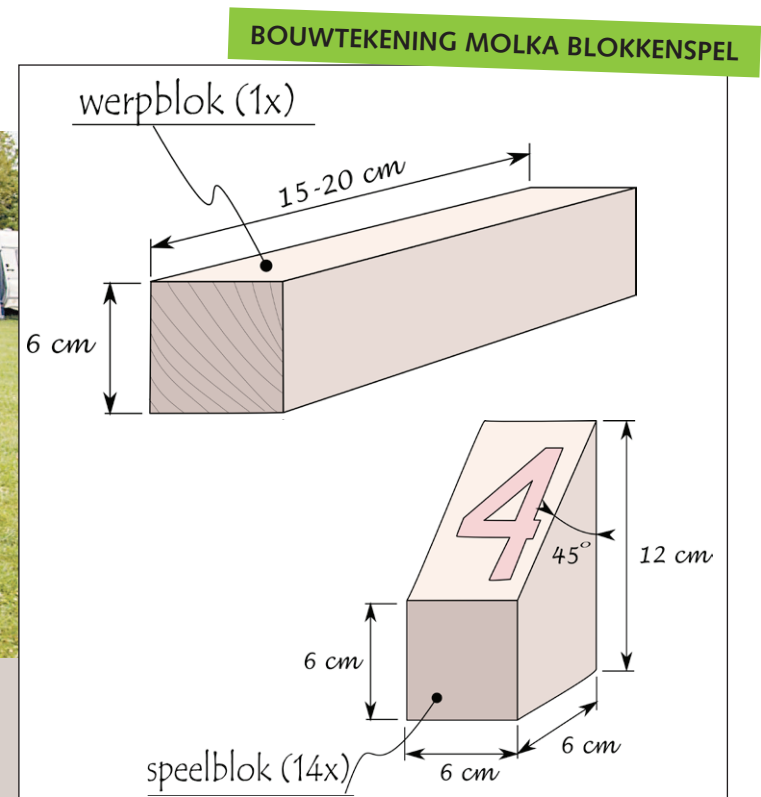 BOUWTEKENING MOLKA BLOKKENSPEL
werpblok (1x)
15-20 cm
6 cm
4
45°
12 cm
6 cm
6 cm
6 cm
speelblok (14x)